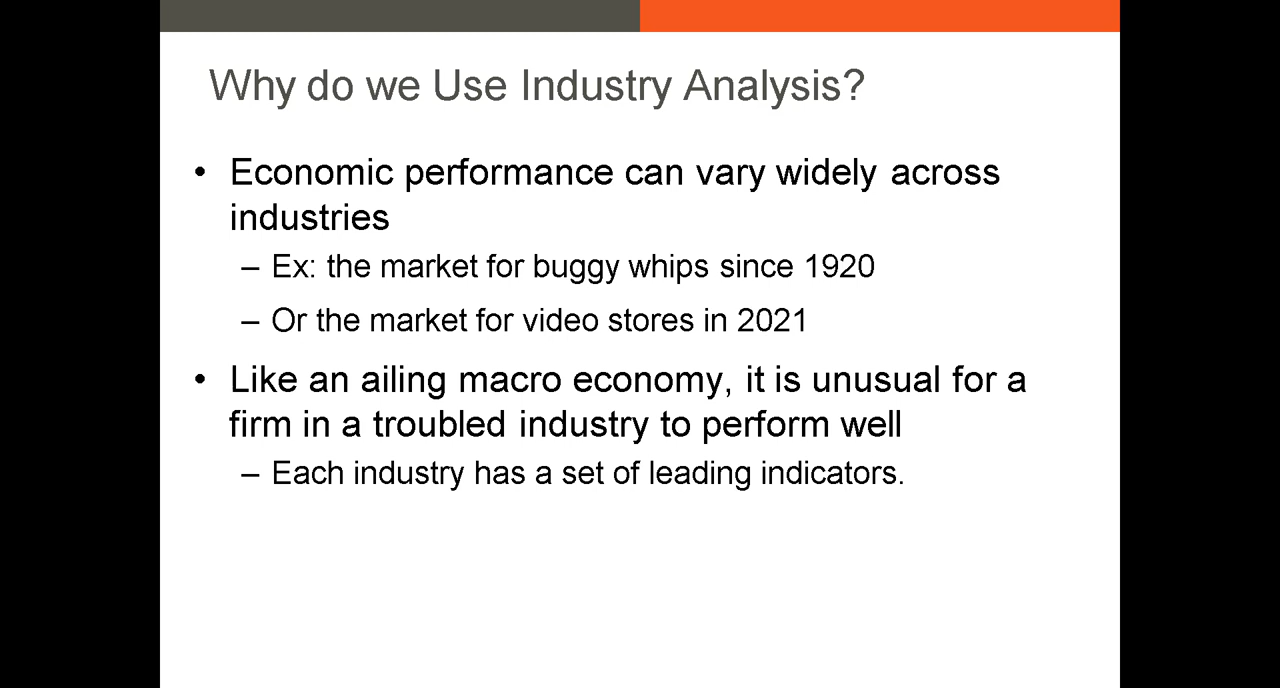 Why do we Use Industry Analysis?
• Economic performance can vary widely across
industries
– Ex: the market for buggy whips since 1920
– Or the market for video stores in 2021
• Like an ailing macro economy, it is unusual for a
firm in a troubled industry to perform well
– Each industry has a set of leading indicators.